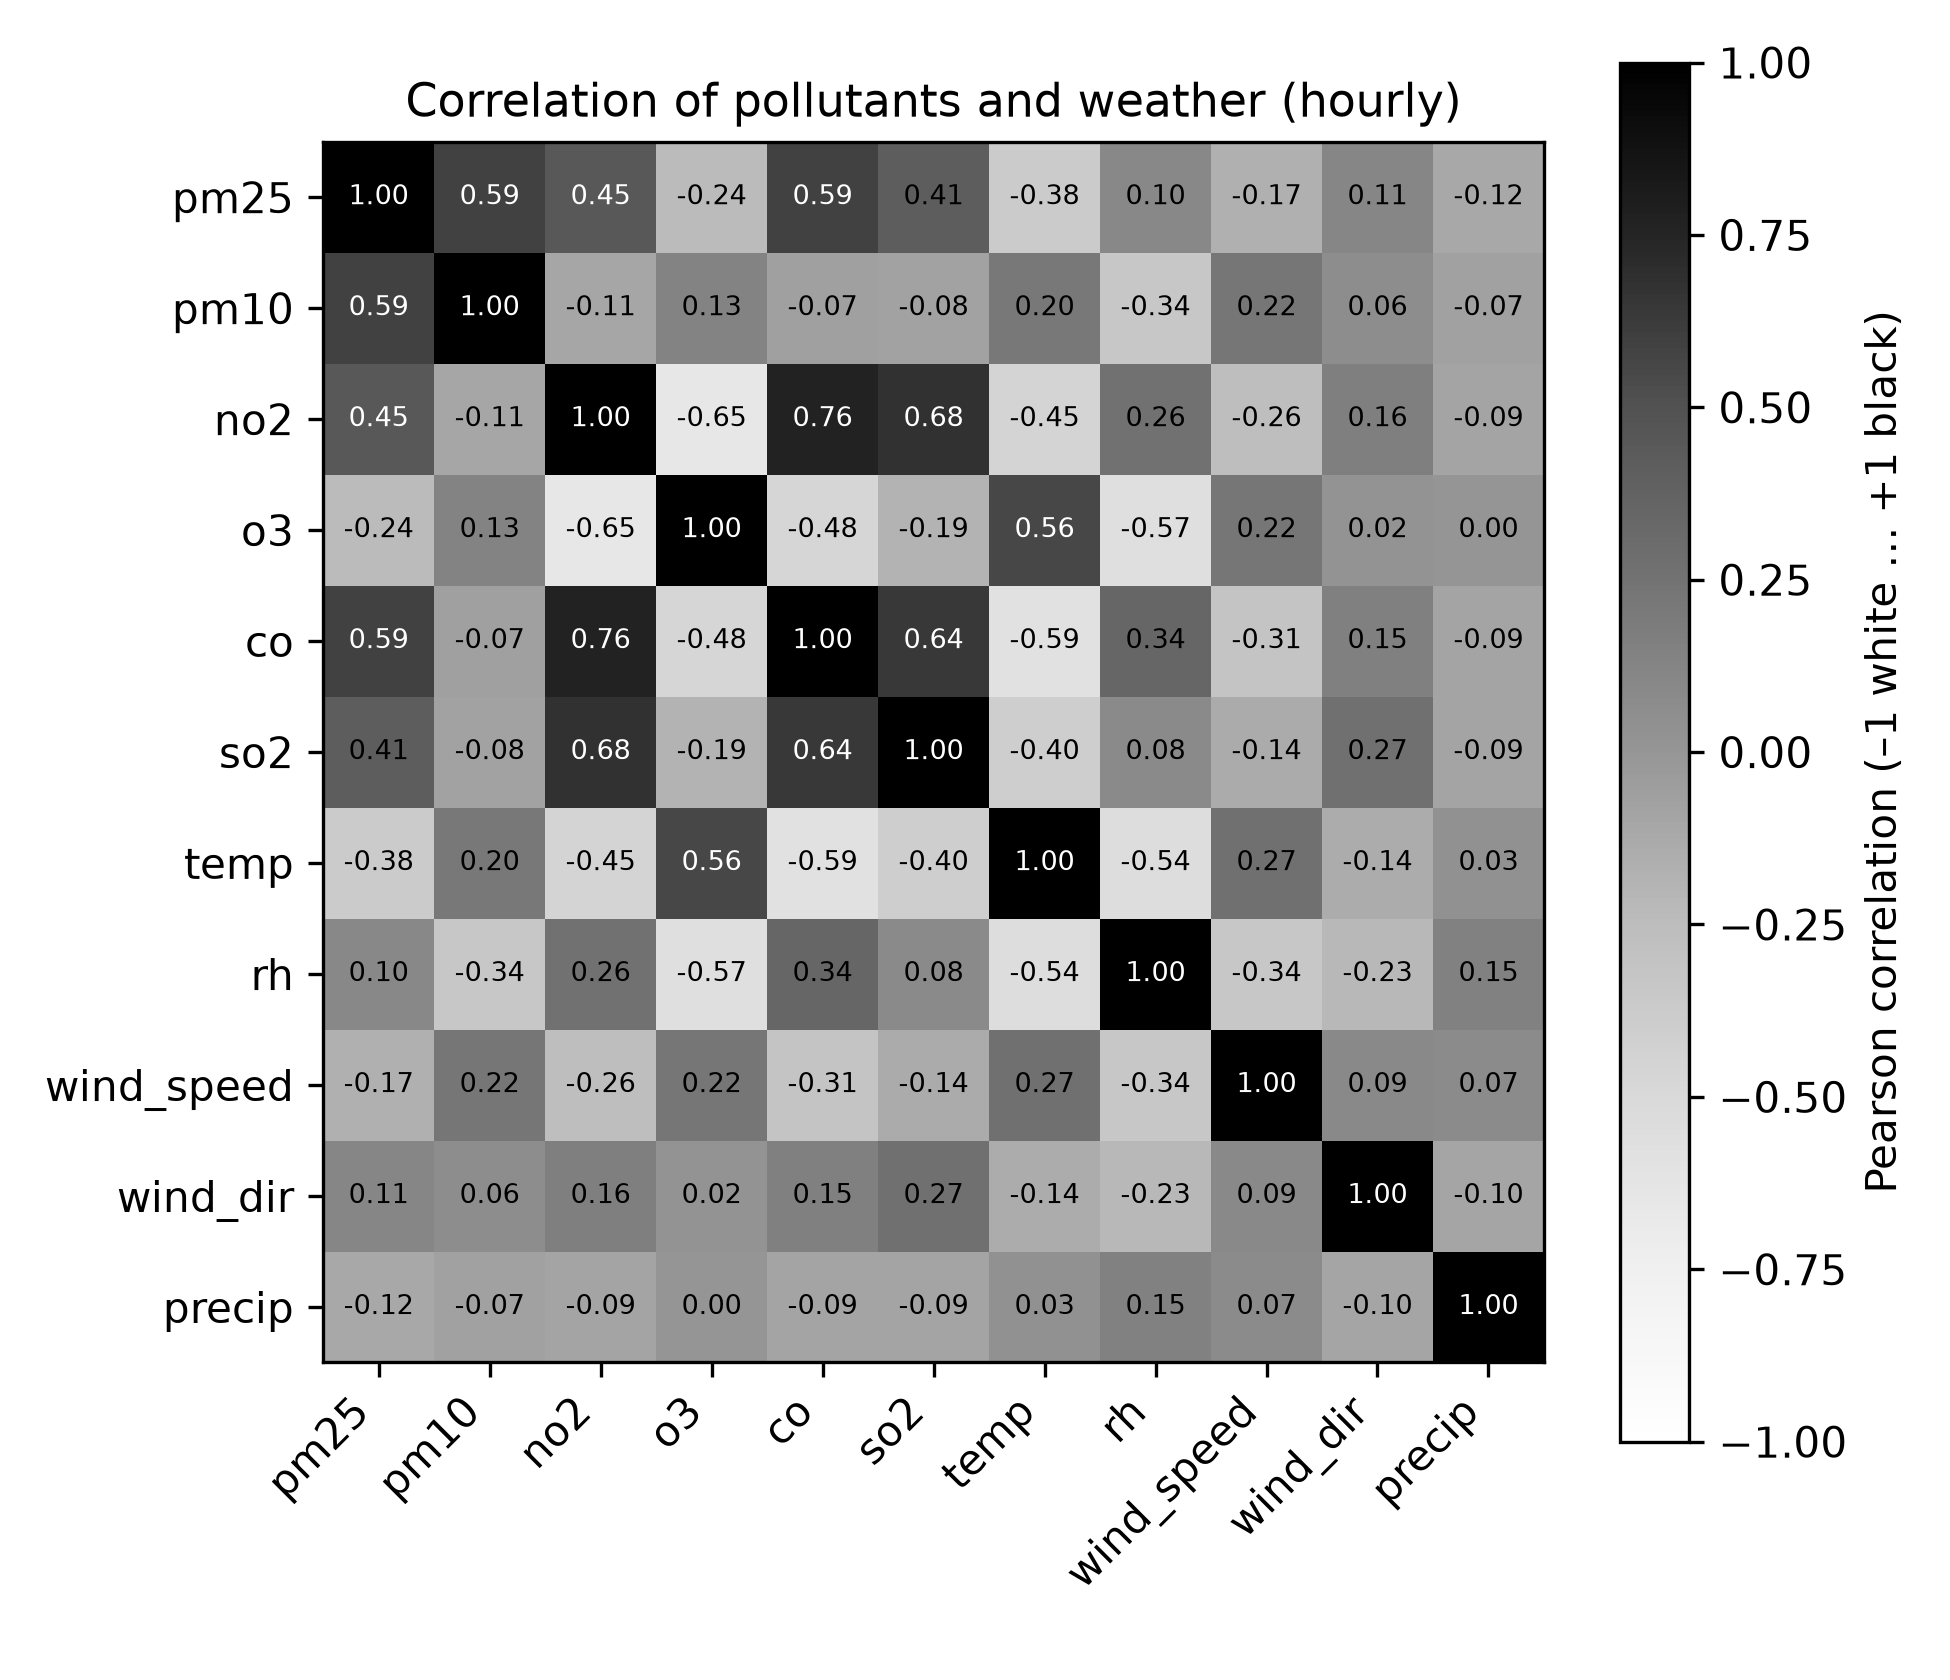 Correlation of pollutants and weather (hourly)
pm25 1.00 0.59 0.45 -0.24 0.59 0.41 -0.38 0.10 -0.17 0.11 -0.12
pm10 0.59 1.00 -0.11 0.13 -0.07 -0.08 0.20 -0.34 0.22 0.06 -0.07
no2 0.45 -0.11 1.00 -0.65 0.76 0.68 -0.45 0.26 -0.26 0.16 -0.09
o3 -0.24 0.13 -0.65 1.00 -0.48 -0.19 0.56 -0.57 0.22 0.02 0.00
co 0.59 -0.07 0.76 -0.48 1.00 0.64 -0.59 0.34 -0.31 0.15 -0.09
so2 0.41 -0.08 0.68 -0.19 0.64 1.00 -0.40 0.08 -0.14 0.27 -0.09
temp -0.38 0.20 -0.45 0.56 -0.59 -0.40 1.00 -0.54 0.27 -0.14 0.03
rh 0.10 -0.34 0.26 -0.57 0.34 0.08 -0.54 1.00 -0.34 -0.23 0.15
wind_speed -0.17 0.22 -0.26 0.22 -0.31 -0.14 0.27 -0.34 1.00 0.09 0.07
wind_dir 0.11 0.06 0.16 0.02 0.15 0.27 -0.14 -0.23 0.09 1.00 -0.10
precip -0.12 -0.07 -0.09 0.00 -0.09 -0.09 0.03 0.15 0.07 -0.10 1.00
pm25 pm10 no2 o3 co so2 temp rh wind_speed wind_dir precip
1.00
0.75
0.50
0.25
0.00
−0.25
−0.50
−0.75
−1.00
Pearson correlation (−1 white … +1 black)